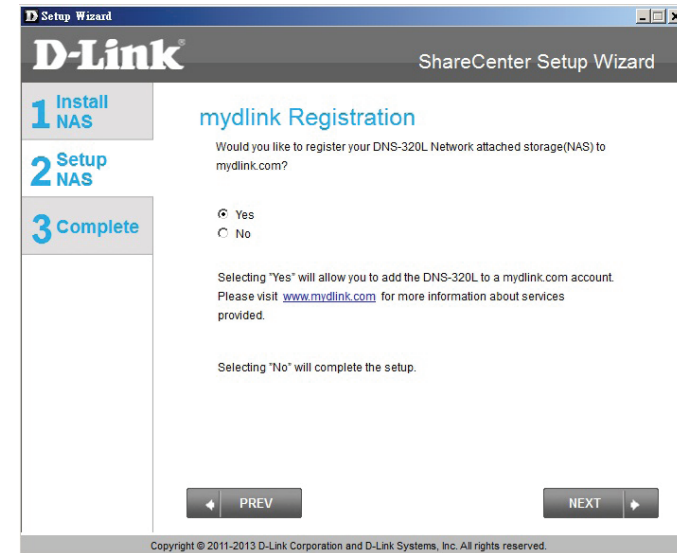 Setup Wizard
D-Link
ShareCenter Setup Wizard
1 Install
NAS
2 Setup
NAS
3 Complete
mydlink Registration
Would you like to register your DNS-320L Network attached storage(NAS) to
mydlink.com?
Yes
No
Selecting "Yes" will allow you to add the DNS-320L to a mydlink.com account.
Please visit www.mydlink.com for more information about services
provided.
Selecting "No" will complete the setup.
PREV
NEXT
Copyright © 2011-2013 D-Link Corporation and D-Link Systems, Inc. All rights reserved.